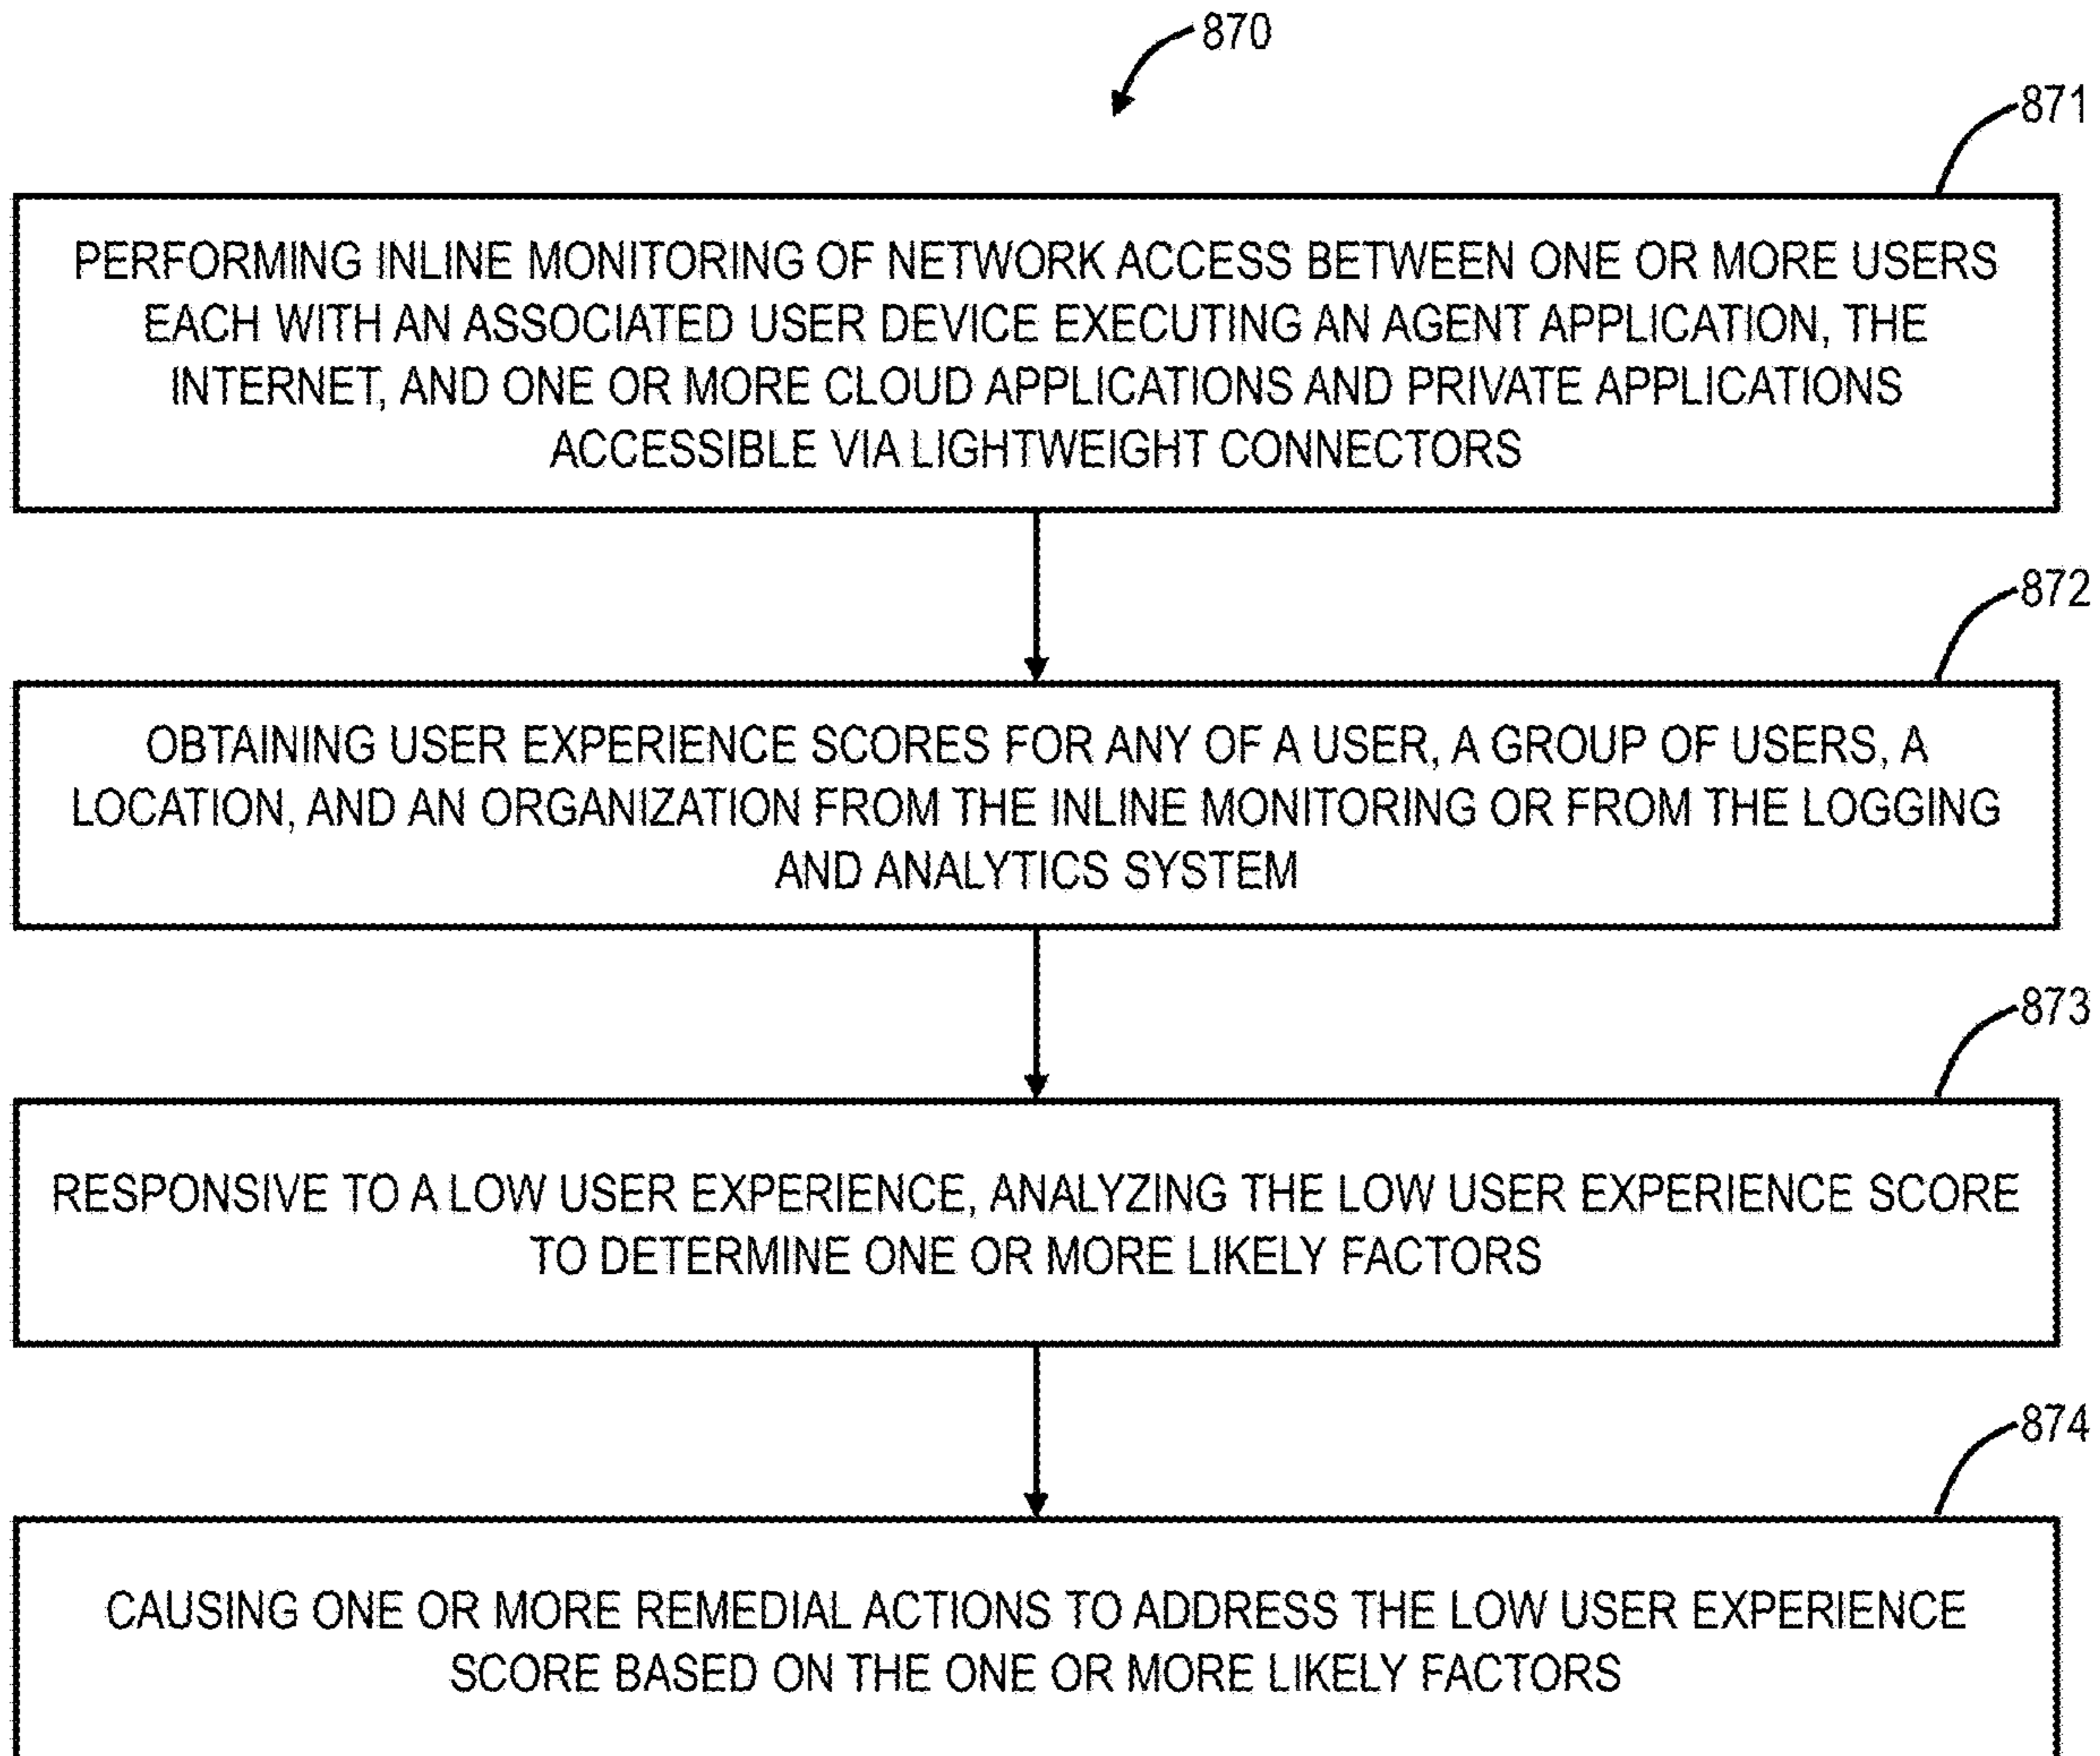 870
871
PERFORMING INLINE MONITORING OF NETWORK ACCESS BETWEEN ONE OR MORE USERS
EACH WITH AN ASSOCIATED USER DEVICE EXECUTING AN AGENT APPLICATION, THE
INTERNET, AND ONE OR MORE CLOUD APPLICATIONS AND PRIVATE APPLICATIONS
ACCESSIBLE VIA LIGHTWEIGHT CONNECTORS
872
OBTAINING USER EXPERIENCE SCORES FOR ANY OF A USER, A GROUP OF USERS, A
LOCATION, AND AN ORGANIZATION FROM THE INLINE MONITORING OR FROM THE LOGGING
AND ANALYTICS SYSTEM
873
RESPONSIVE TO A LOW USER EXPERIENCE, ANALYZING THE LOW USER EXPERIENCE SCORE
TO DETERMINE ONE OR MORE LIKELY FACTORS
874
CAUSING ONE OR MORE REMEDIAL ACTIONS TO ADDRESS THE LOW USER EXPERIENCE
SCORE BASED ON THE ONE OR MORE LIKELY FACTORS